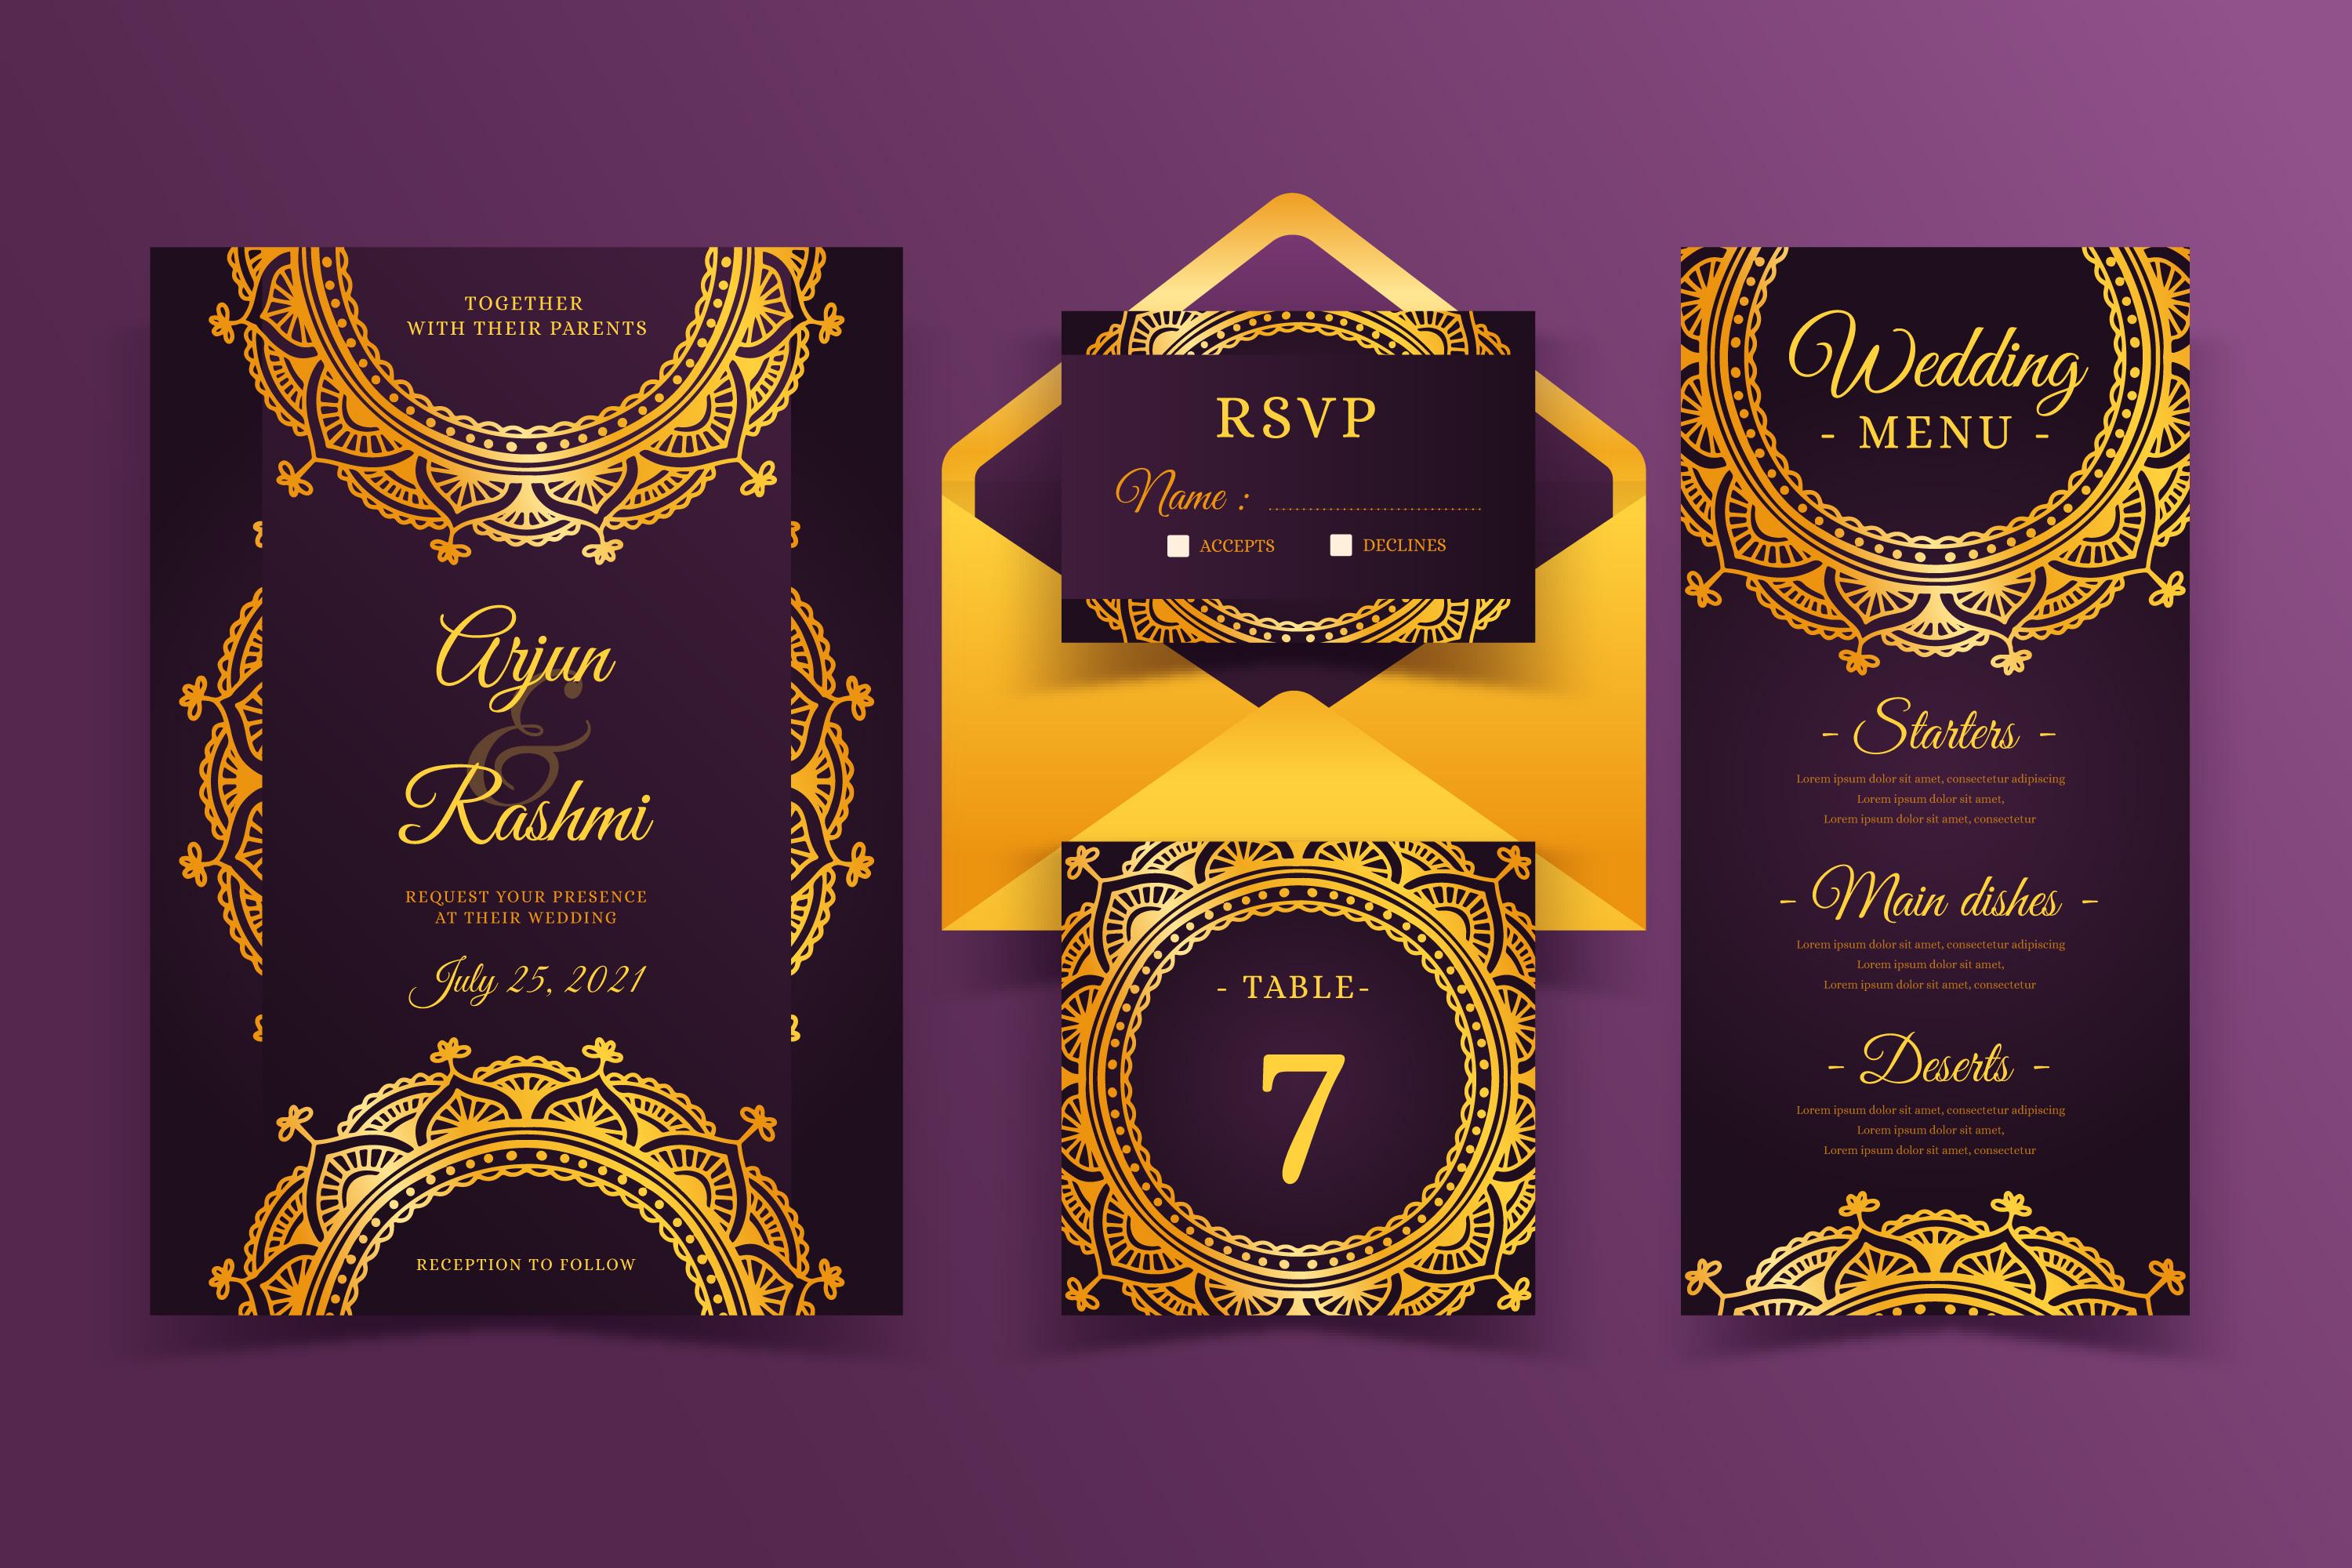 TOGETHER
WITH THEIR PARENTS
Arjun
&
Rashmi
REQUEST YOUR PRESENCE
AT THEIR WEDDING
July 25, 2021
RECEPTION TO FOLLOW
RSVP
Name : ................................
ACCEPTS DECLINES
- TABLE-
7
Wedding
- MENU -
- Starters -
Lorem ipsum dolor sit amet, consectetur adipiscing
Lorem ipsum dolor sit amet,
Lorem ipsum dolor sit amet, consectetur
- Main dishes -
Lorem ipsum dolor sit amet, consectetur adipiscing
Lorem ipsum dolor sit amet,
Lorem ipsum dolor sit amet, consectetur
- Deserts -
Lorem ipsum dolor sit amet, consectetur adipiscing
Lorem ipsum dolor sit amet,
Lorem ipsum dolor sit amet, consectetur